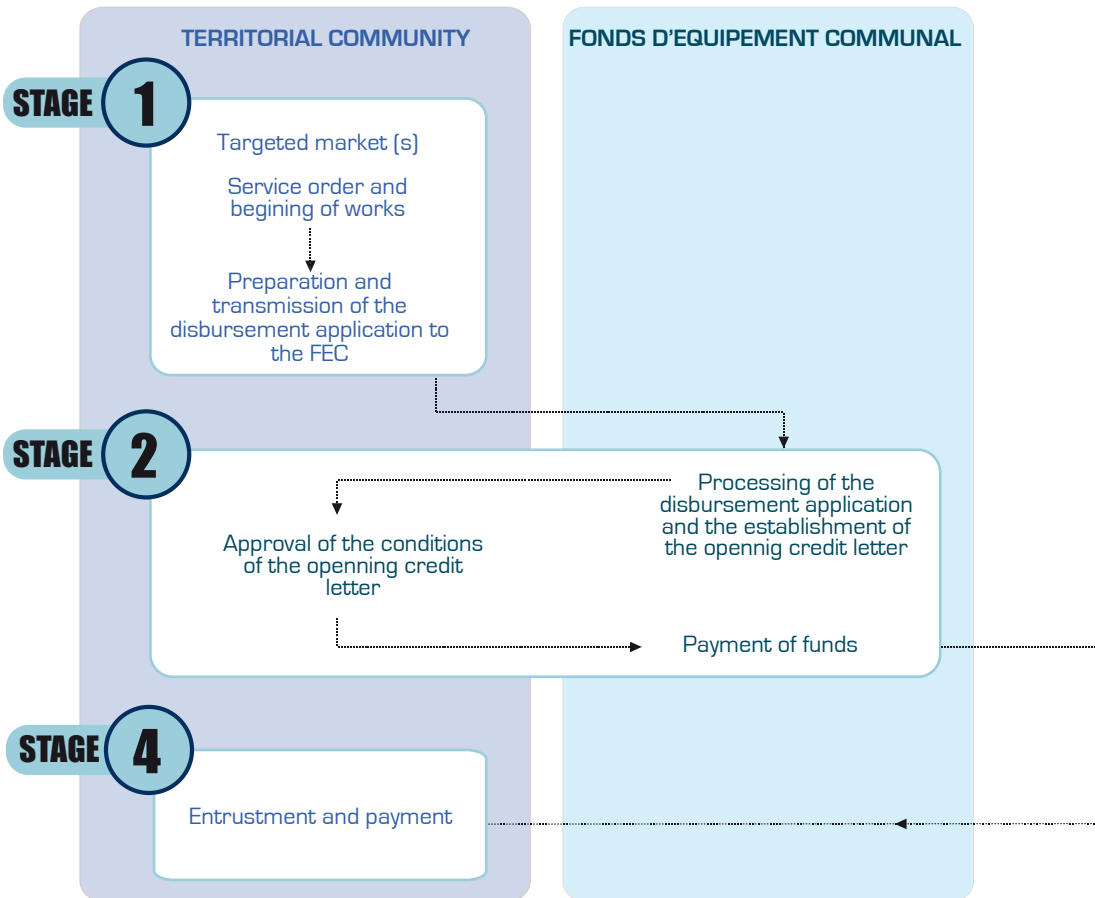 TERRITORIAL COMMUNITY
FONDS D'EQUIPEMENT COMMUNAL
STAGE 1
Targeted market (s)
Service order and
begining of works
Preparation and
transmission of the
disbursement application to
the FEC
STAGE 2
Processing of the
disbursement application
and the establishment of
the opennig credit letter
Approval of the conditions
of the openning credit
letter
Payment of funds
STAGE 4
Entrustment and payment